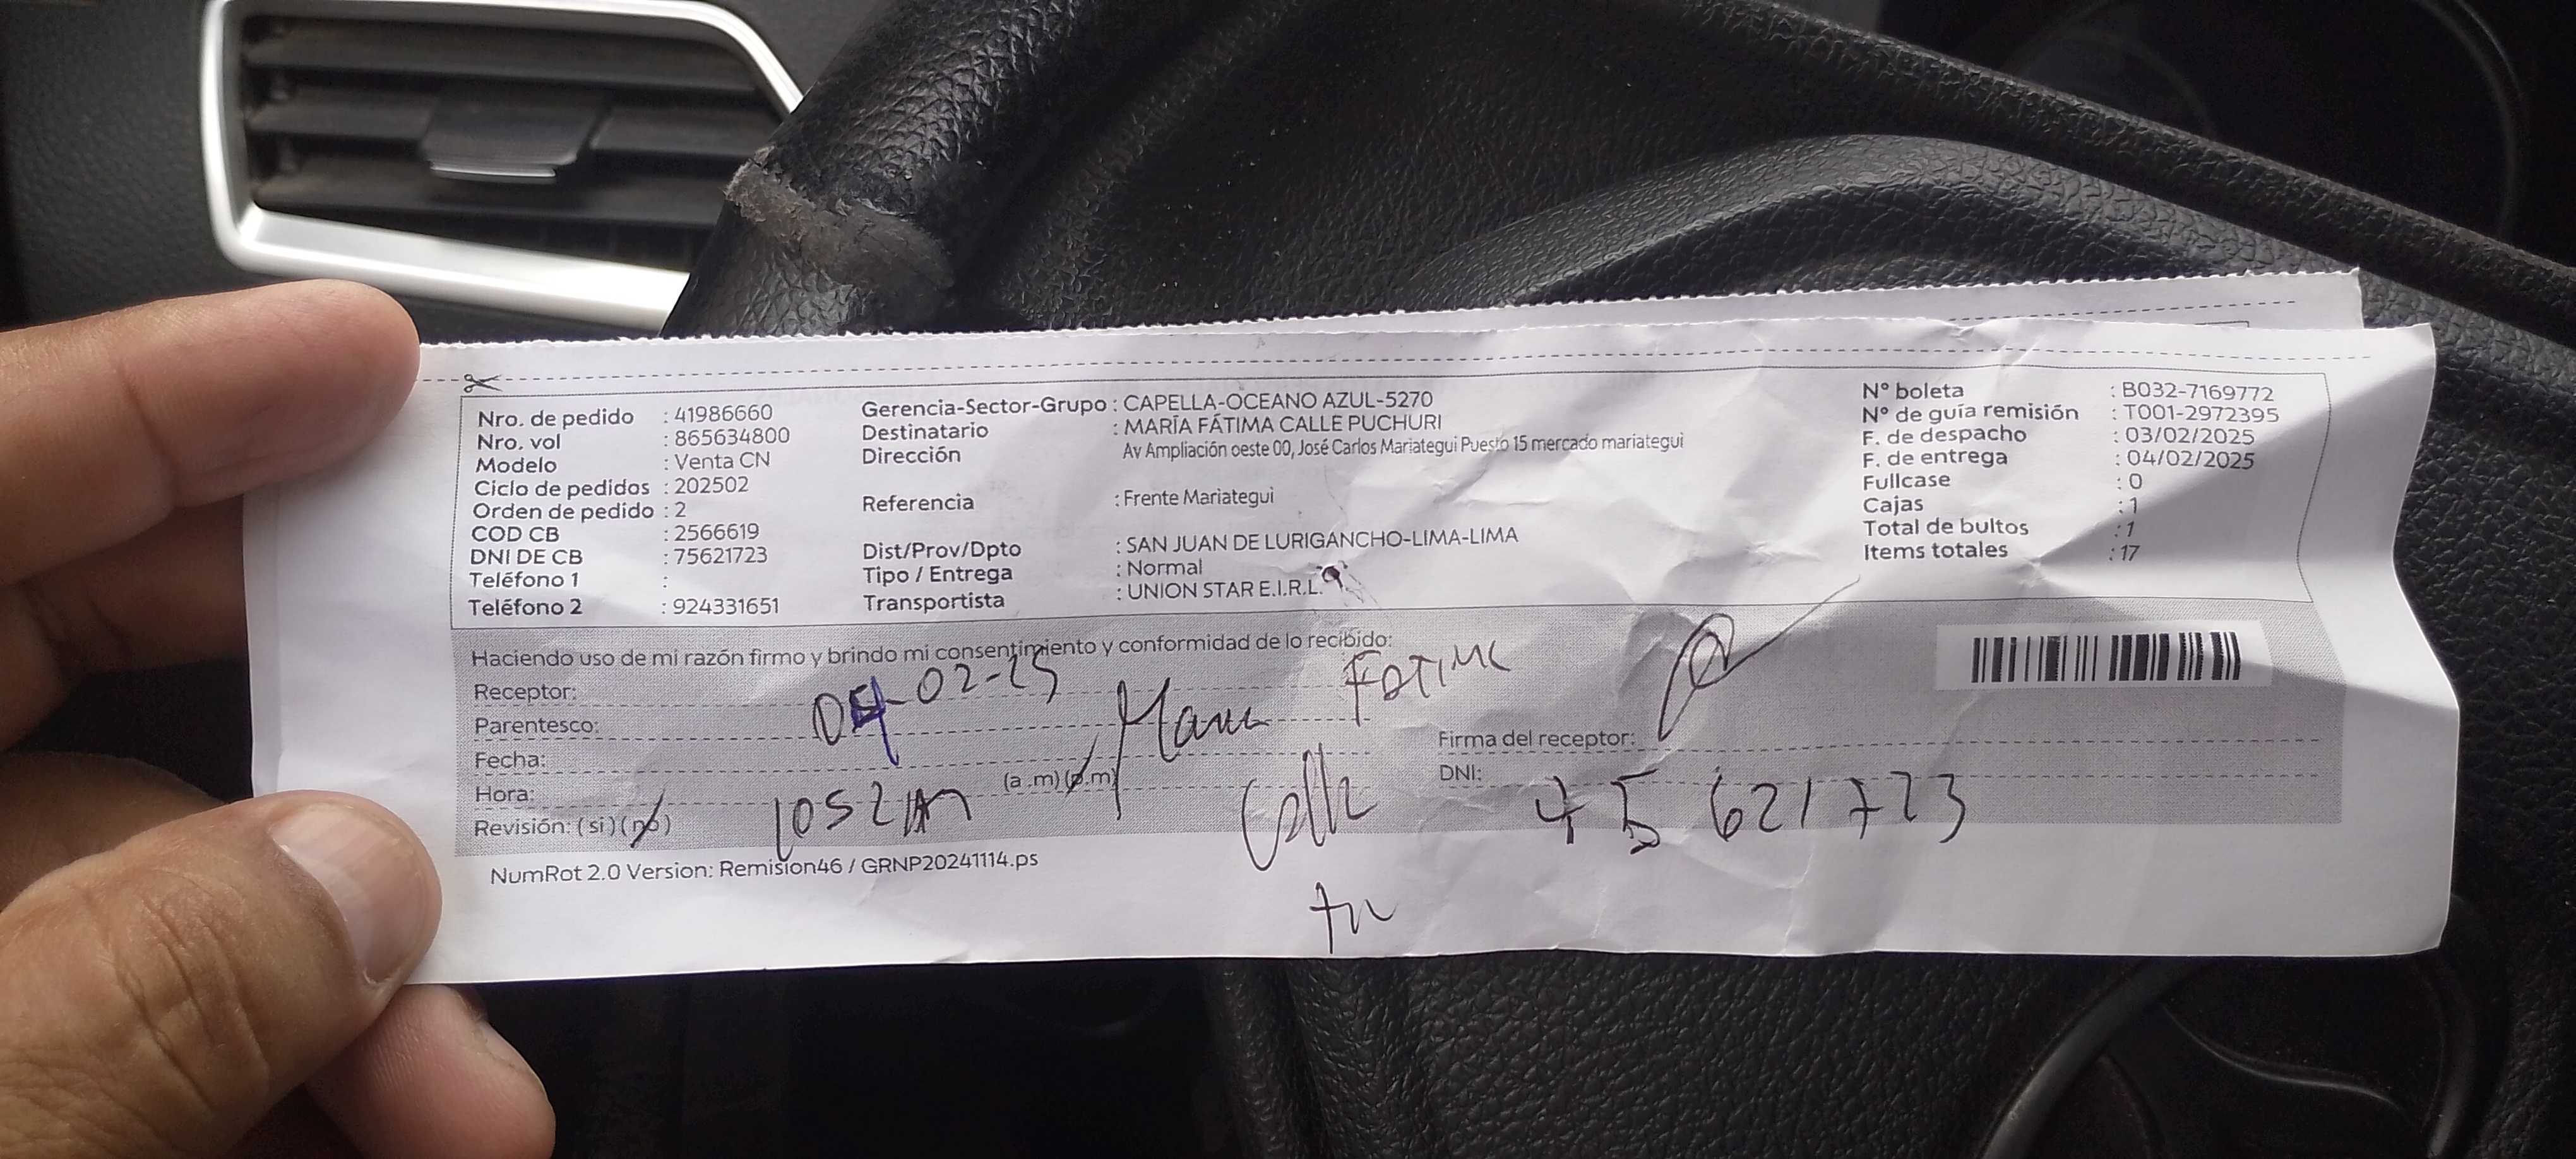 Nro. de pedido : 41986660
Nro. vol : 865634800
Modelo : Venta CN
Ciclo de pedidos : 202502
Orden de pedido : 2
COD CB : 2566619
DNI DE CB : 75621723
Teléfono 1 :
Teléfono 2 : 924331651
Gerencia-Sector-Grupo : CAPELLA-OCEANO AZUL-5270
Destinatario : MARÍA FÁTIMA CALLE PUCHURI
Dirección Av Ampliación oeste 00, José Carlos Mariategui Puesto 15 mercado mariategui
Referencia : Frente Mariategui
Dist/Prov/Dpto : SAN JUAN DE LURIGANCHO-LIMA-LIMA
Tipo / Entrega : Normal
Transportista : UNION STAR E.I.R.L.
N° boleta : B032-7169772
N° de guía remisión : T001-2972395
F. de despacho : 03/02/2025
F. de entrega : 04/02/2025
Fullcase : 0
Cajas : 1
Total de bultos : 1
Items totales : 17
Haciendo uso de mi razón firmo y brindo mi consentimiento y conformidad de lo recibido:
Receptor:
Parentesco: 04-02-25
Fecha:
Hora: (a.m) (p.m)
Revisión: (si) (no) 1052
Calle
Firma del receptor:
DNI:
75621723
NumRot 2.0 Version: Remision46 / GRNP20241114.ps